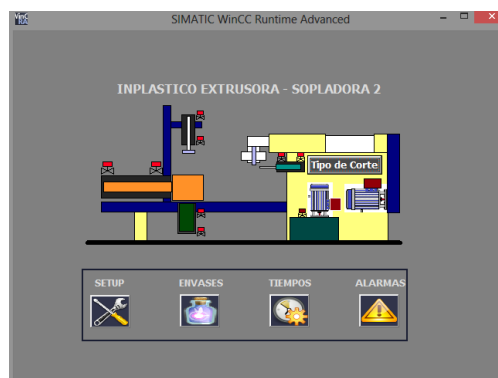 SIMATIC WinCC Runtime Advanced
INPLASTICO EXTRUSORA - SOPLADORA 2
Tipo de Corte
SETUP ENVASES TIEMPOS ALARMAS